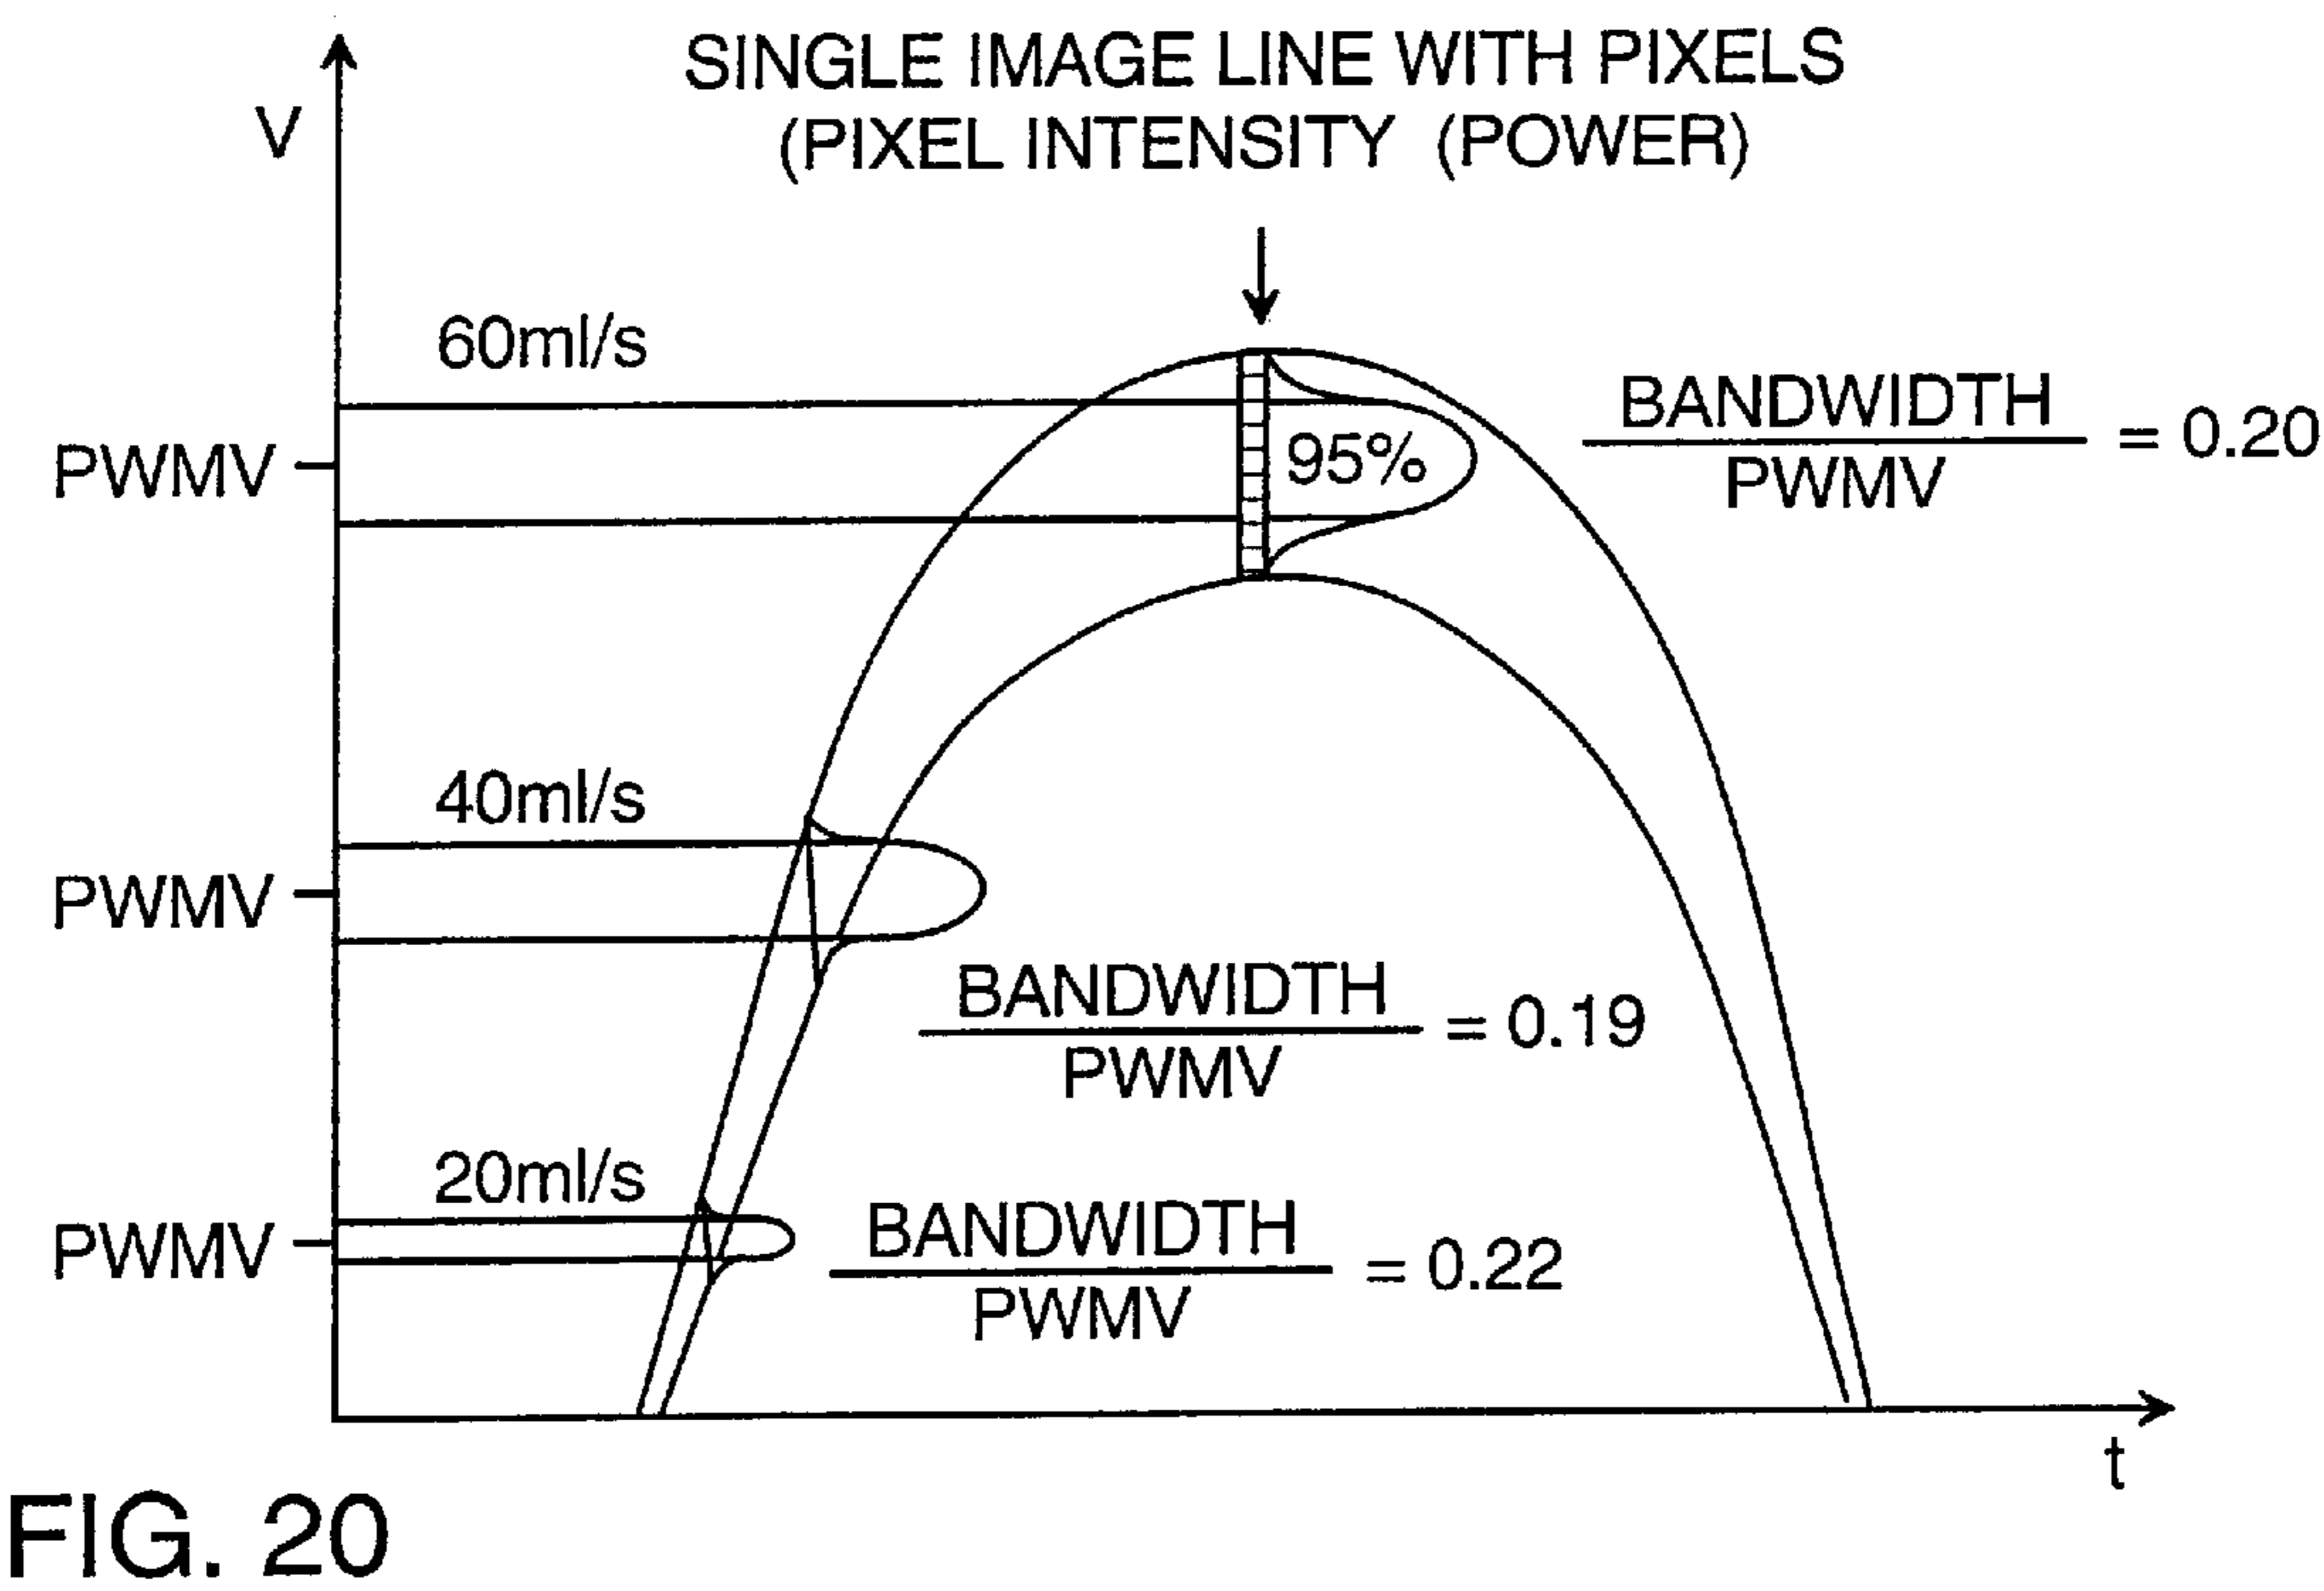 SINGLE IMAGE LINE WITH PIXELS
(PIXEL INTENSITY (POWER)
V
60ml/s
PWMV
95%
BANDWIDTH
PWMV
= 0.20
40ml/s
PWMV
BANDWIDTH
PWMV
= 0.19
20ml/s
PWMV
BANDWIDTH
PWMV
= 0.22
t
FIG. 20